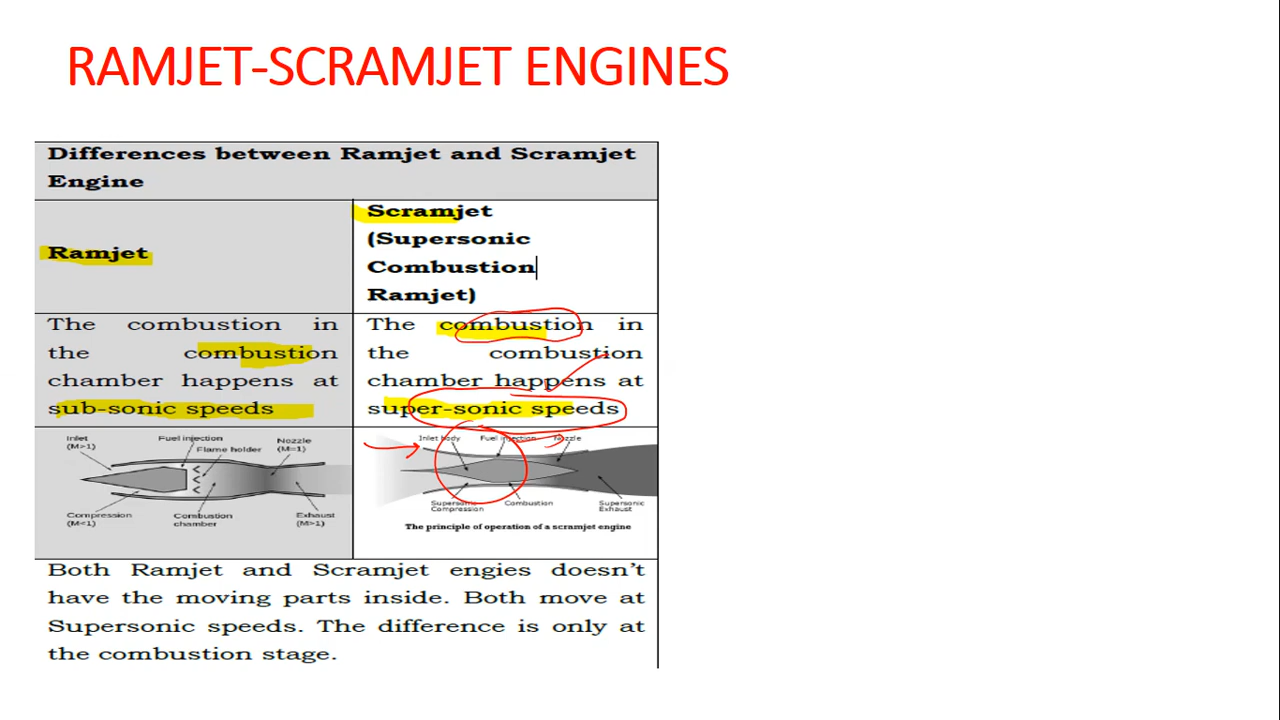 RAMJET-SCRAMJET ENGINES
Differences between Ramjet and Scramjet
Engine
Ramjet
Scramjet
(Supersonic
Combustion
Ramjet)
The combustion in
the combustion
chamber happens at
sub-sonic speeds
The combustion in
the combustion
chamber happens at
super-sonic speeds
Inlet
(M>1)
Fuel injection
Flame holder
Nozzle
(M=1)
Compression
(M<1)
Combustion
chamber
Exhaust
(M>1)
Inlet body
Fuel injection
Nozzle
Supersonic
Compression
Combustion
Supersonic
Exhaust
The principle of operation of a scramjet engine
Both Ramjet and Scramjet engies doesn't
have the moving parts inside. Both move at
Supersonic speeds. The difference is only at
the combustion stage.